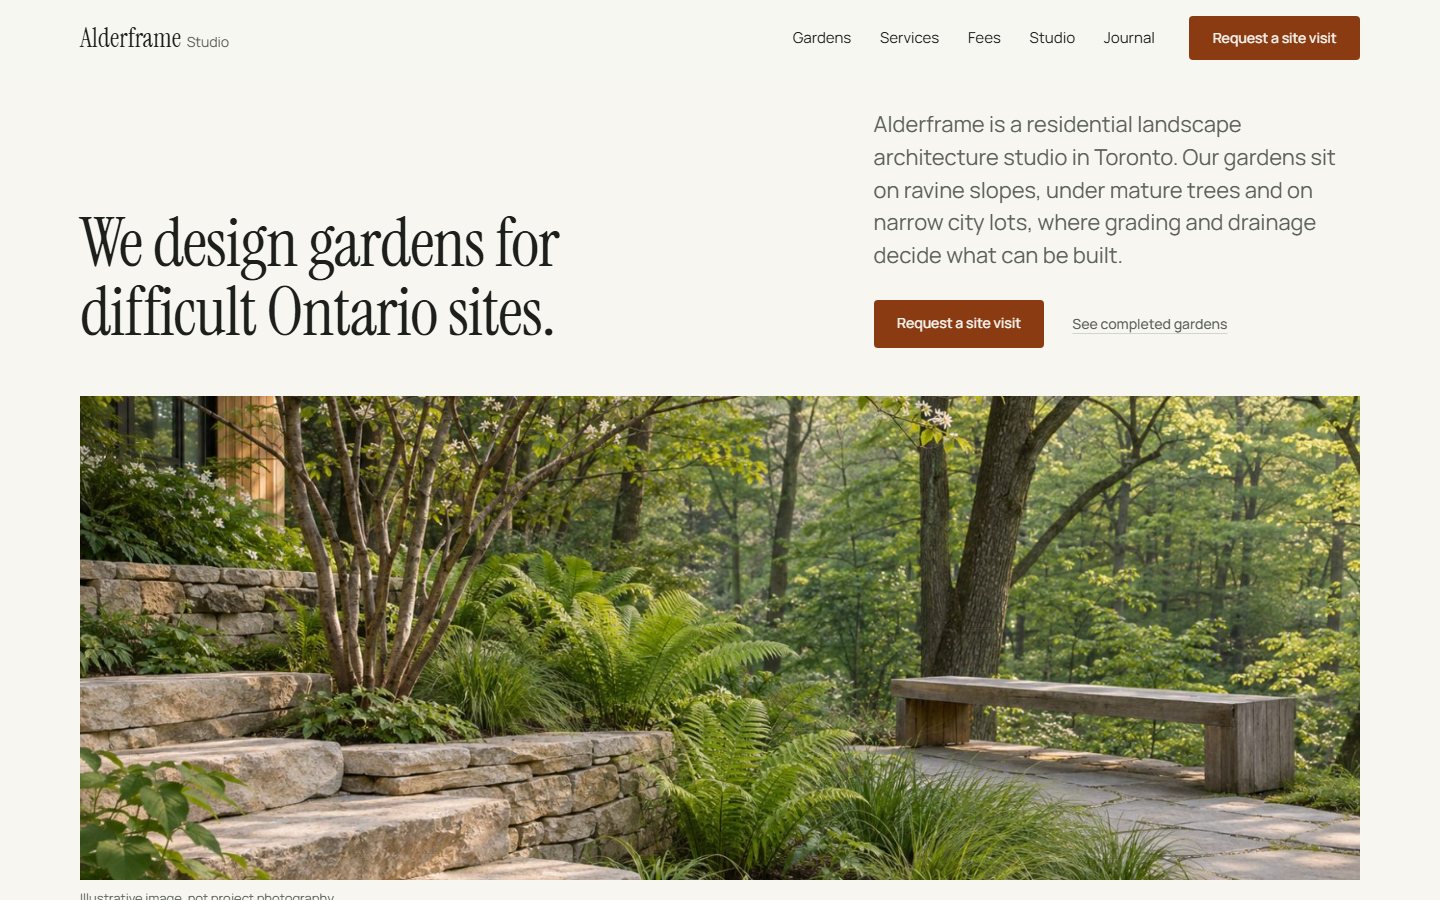 Alderframe Studio
Gardens Services Fees Studio Journal Request a site visit
We design gardens for
difficult Ontario sites.
Alderframe is a residential landscape
architecture studio in Toronto. Our gardens sit
on ravine slopes, under mature trees and on
narrow city lots, where grading and drainage
decide what can be built.
Request a site visit
See completed gardens
Illustrative image, not project photography